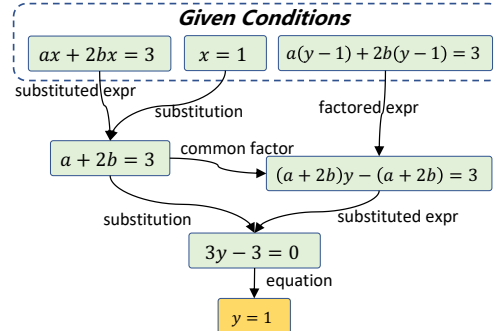 Given Conditions
ax + 2bx = 3
x = 1
a(y − 1) + 2b(y − 1) = 3
substituted expr
substitution
factored expr
a + 2b = 3
common factor
(a + 2b)y − (a + 2b) = 3
substitution
substituted expr
3y − 3 = 0
equation
y = 1